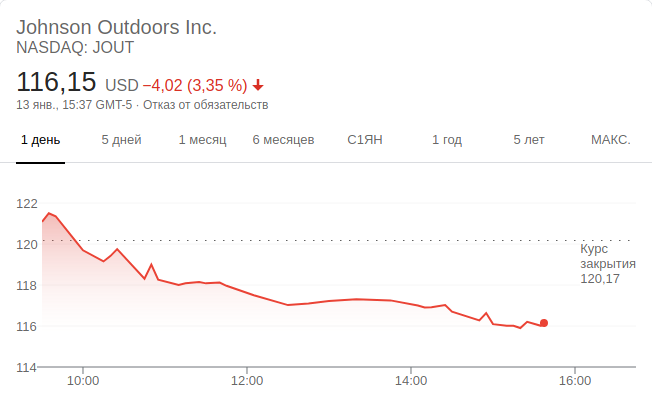 Johnson Outdoors Inc.
NASDAQ: JOUT
116,15 USD −4,02 (3,35 %)
13 янв., 15:37 GMT-5 · Отказ от обязательств
1 день 5 дней 1 месяц 6 месяцев С1ЯН 1 год 5 лет МАКС.
122
120
118
116
114
Курс
закрытия
120,17
10:00 12:00 14:00 16:00